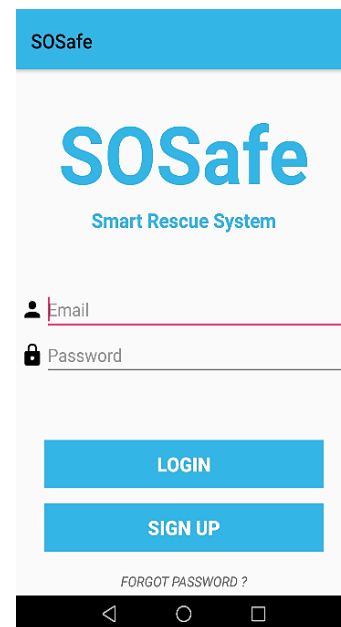 SOSafe
SOSafe
Smart Rescue System
Email
Password
LOGIN
SIGN UP
FORGOT PASSWORD ?